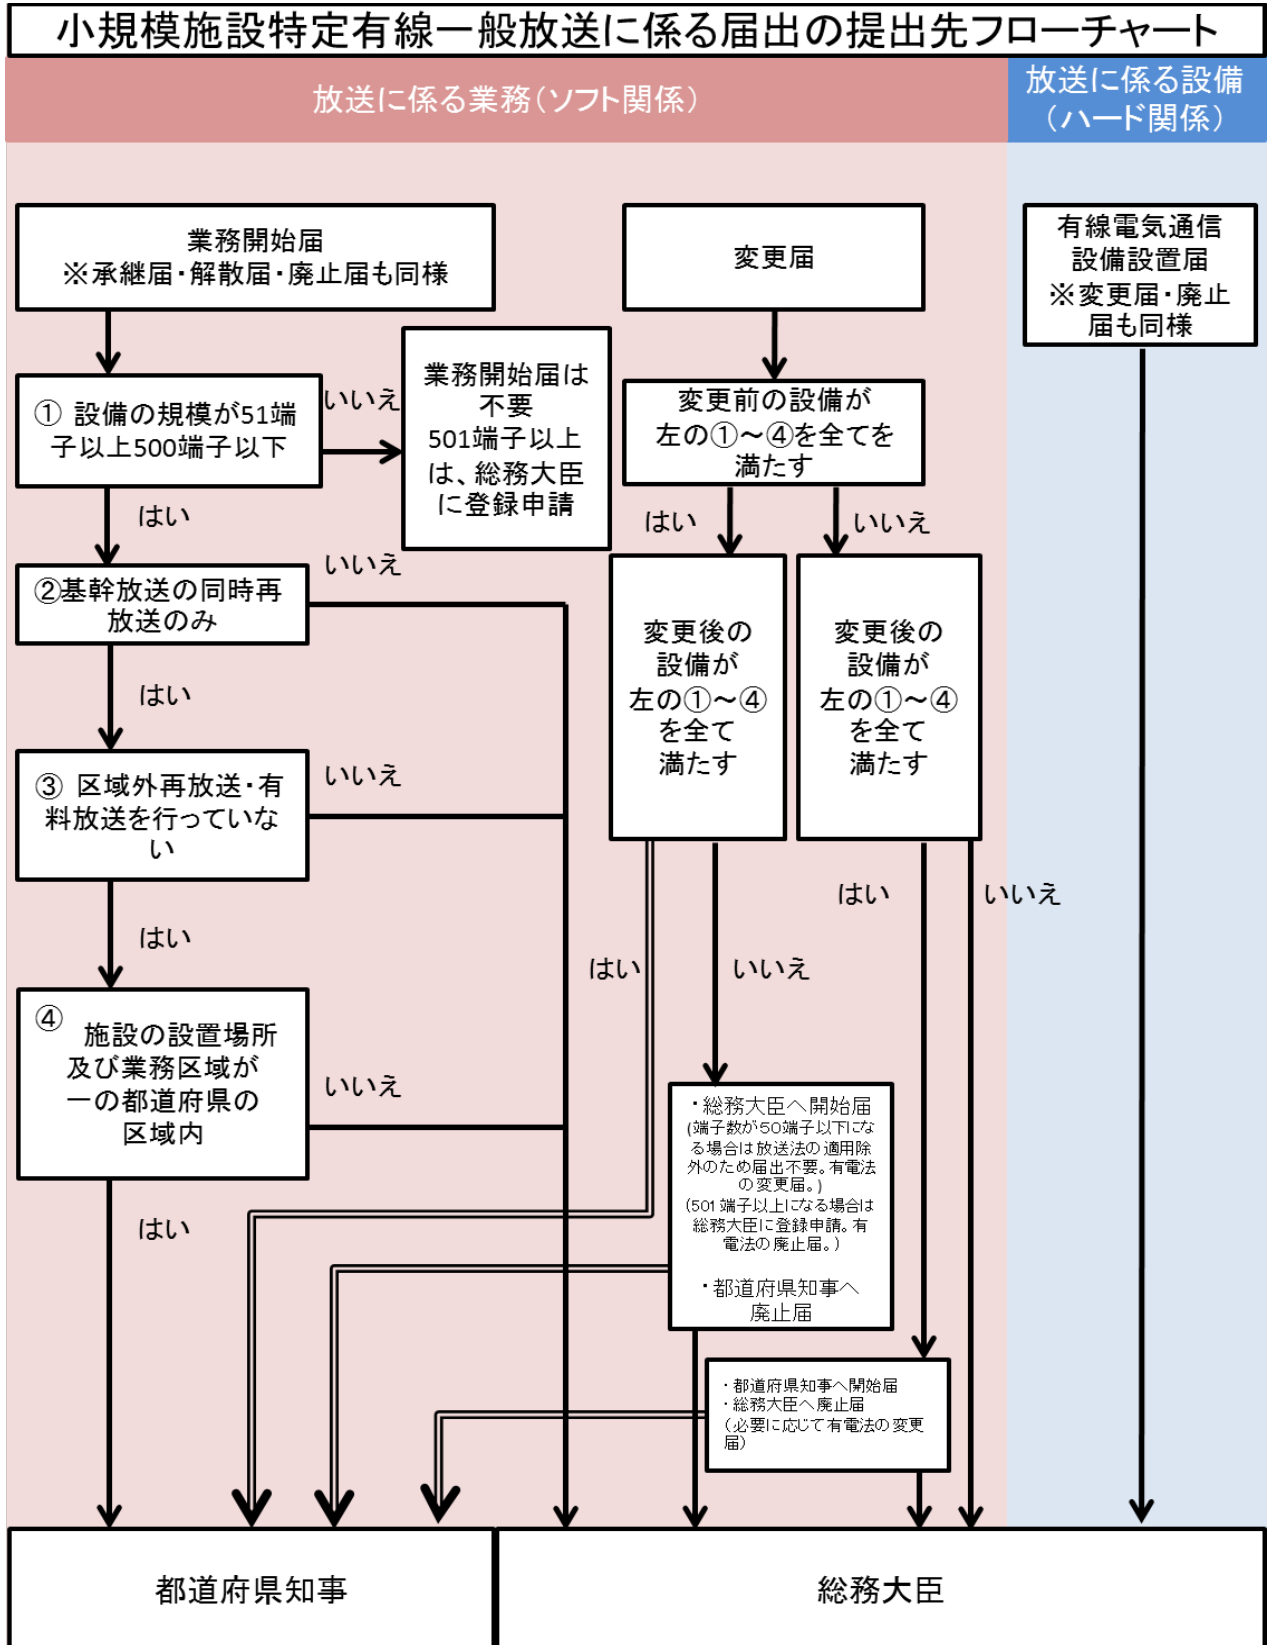 小規模施設特定有線一般放送に係る届出の提出先フローチャート
放送に係る業務（ソフト関係）
放送に係る設備
（ハード関係）
業務開始届
※承継届・解散届・廃止届も同様
変更届
有線電気通信
設備設置届
※変更届・廃止
届も同様
① 設備の規模が51端
子以上500端子以下
いいえ
業務開始届は
不要
501端子以上
は、総務大臣
に登録申請
変更前の設備が
左の①～④を全てを
満たす
はい
はい
いいえ
②基幹放送の同時再
放送のみ
いいえ
変更後の
設備が
左の①～④
を全て
満たす
変更後の
設備が
左の①～④
を全て
満たす
はい
③ 区域外再放送・有
料放送を行っていな
い
いいえ
はい
いいえ
はい
はい
いいえ
④ 施設の設置場所
及び業務区域が
一の都道府県の
区域内
いいえ
・総務大臣へ開始届
(端子数が50端子以下にな
る場合は放送法の適用除
外のため届出不要。有電法
の変更届。)
(501端子以上になる場合は
総務大臣に登録申請。有
電法の廃止届。)
・都道府県知事へ
廃止届
はい
・都道府県知事へ開始届
・総務大臣へ廃止届
（必要に応じて有電法の変更
届）
都道府県知事
総務大臣